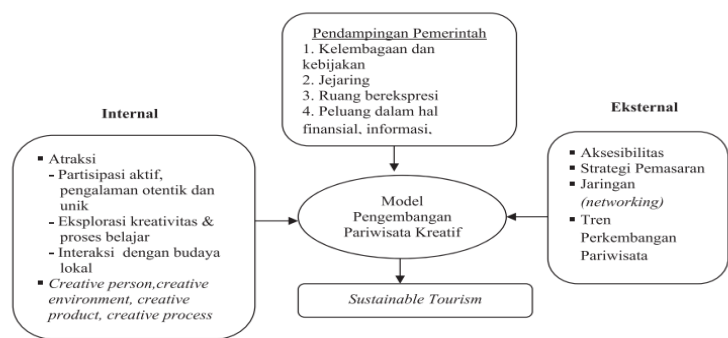 Pendampingan Pemerintah
1. Kelembagaan dan
kebijakan
2. Jejaring
3. Ruang berekspresi
4. Peluang dalam hal
finansial, informasi,
Internal
▪ Atraksi
- Partisipasi aktif,
pengalaman otentik dan
unik
- Eksplorasi kreativitas &
proses belajar
- Interaksi dengan budaya
lokal
▪ Creative person,creative
environment, creative
product, creative process
Model
Pengembangan
Pariwisata Kreatif
Eksternal
▪ Aksesibilitas
▪ Strategi Pemasaran
▪ Jaringan
(networking)
▪ Tren
Perkembangan
Pariwisata
Sustainable Tourism